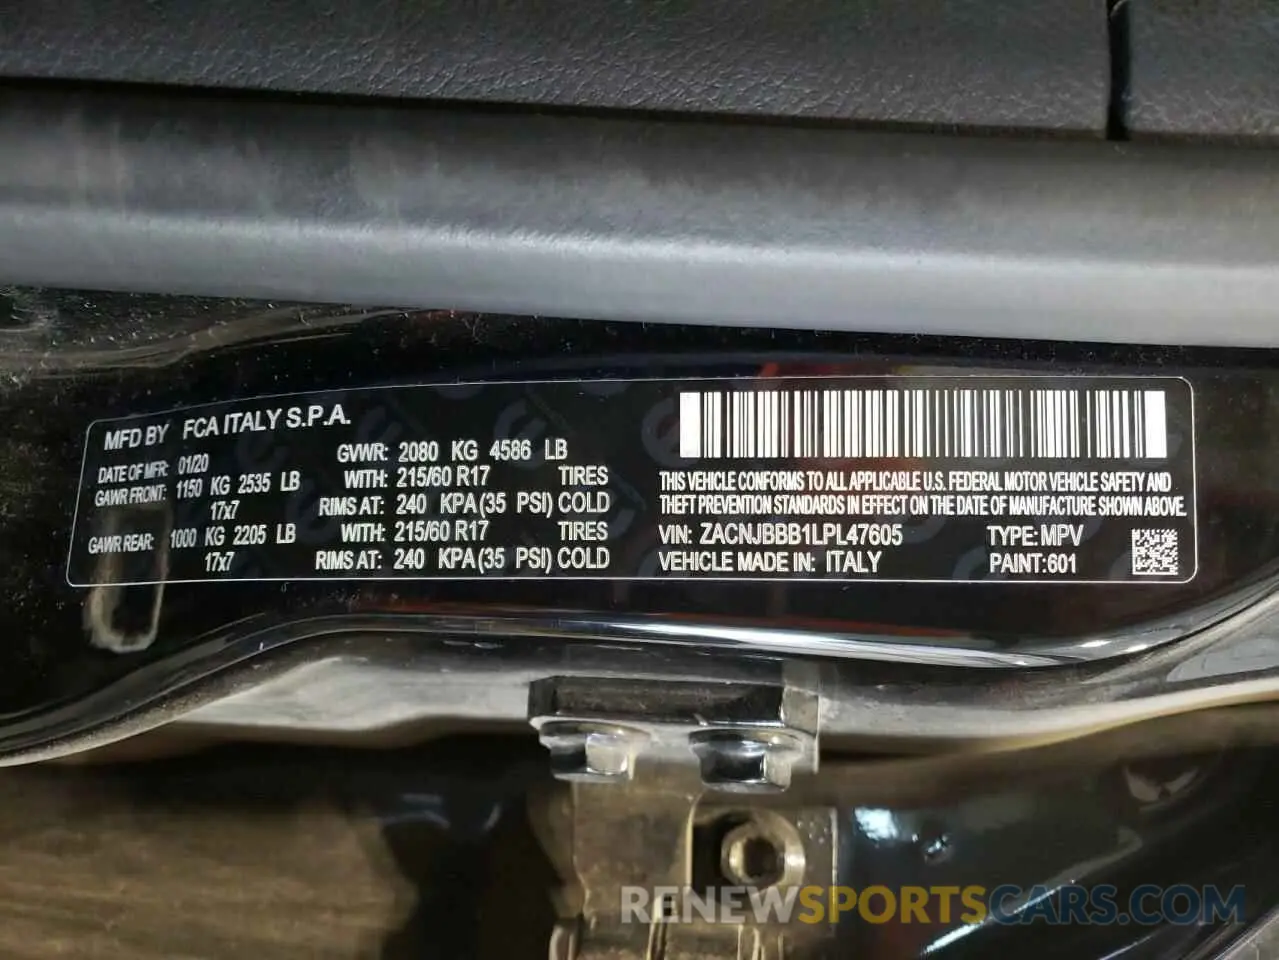 MFD BY FCA ITALY S.P.A.
DATE OF MFR: 01/20 GVWR: 2080 KG 4586 LB
GAWR FRONT: 1150 KG 2535 LB WITH: 215/60 R17 TIRES
17x7 RIMS AT: 240 KPA(35 PSI) COLD
GAWR REAR: 1000 KG 2205 LB WITH: 215/60 R17 TIRES
17x7 RIMS AT: 240 KPA(35 PSI) COLD
THIS VEHICLE CONFORMS TO ALL APPLICABLE U.S. FEDERAL MOTOR VEHICLE SAFETY AND
THEFT PREVENTION STANDARDS IN EFFECT ON THE DATE OF MANUFACTURE SHOWN ABOVE.
VIN: ZACNJBBB1LPL47605 TYPE: MPV
VEHICLE MADE IN: ITALY PAINT:601
RENEWSPORTSCARS.COM